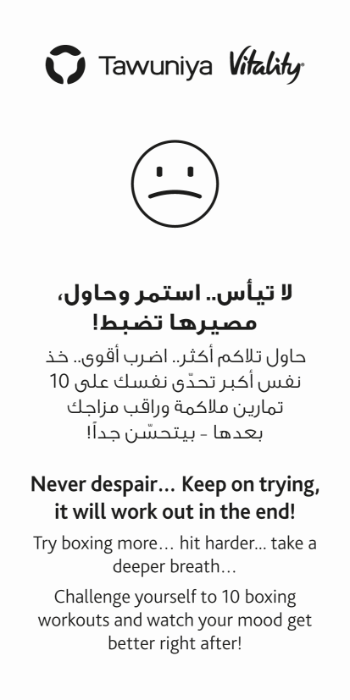 Tawuniya Vitality
لا تيأس.. استمر وحاول،
مصيرها تضبط!
حاول تلاكم أكثر.. اضرب أقوى.. خذ
نفس أكبر تحدّى نفسك على 10
تمارين ملاكمة وراقب مزاجك
بعدها - بيتحسّن جداً!
Never despair... Keep on trying,
it will work out in the end!
Try boxing more... hit harder... take a
deeper breath...
Challenge yourself to 10 boxing
workouts and watch your mood get
better right after!